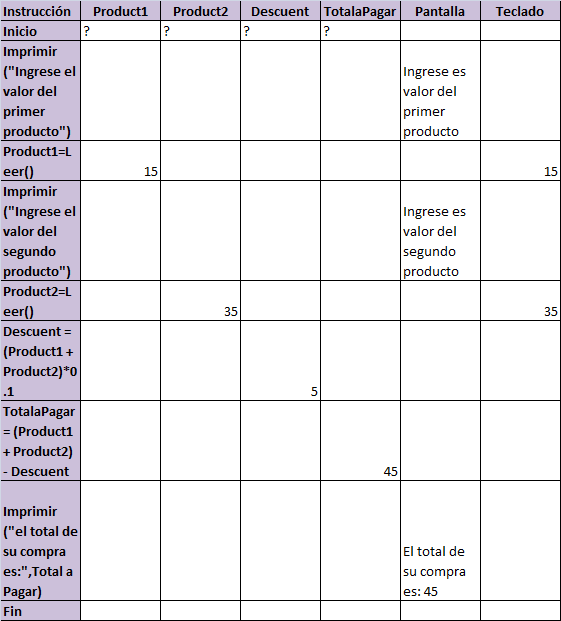 Instrucción Product1 Product2 Descuent TotalaPagar Pantalla Teclado
Inicio ? ? ? ?
Imprimir
("Ingrese el
valor del
primer
producto")
Ingrese es
valor del
primer
producto
Product1=L
eer() 15 15
Imprimir
("Ingrese el
valor del
segundo
producto")
Ingrese es
valor del
segundo
producto
Product2=L
eer() 35 35
Descuent =
(Product1 +
Product2)*0
.1 5
TotalaPagar
= (Product1
+ Product2)
- Descuent 45
Imprimir
("el total de
su compra
es:",Total a
Pagar)
El total de
su compra
es: 45
Fin